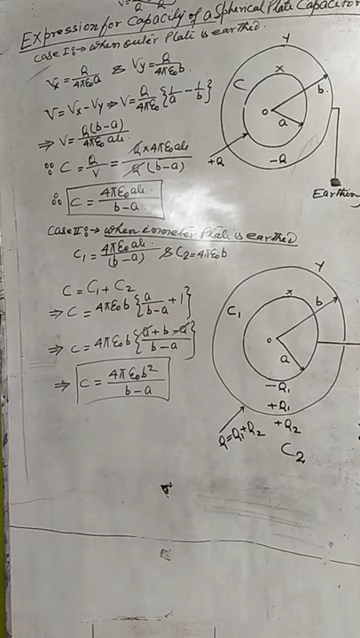 Expression for Capacity of a Spherical Plate Capacitor
Case I:→ when outer Plate is earthed.
Vx = Q/4πε₀a & Vy = Q/4πε₀b
V = Vx - Vy ⇒ V = Q/4πε₀ {1/a - 1/b}
⇒ V = Q(b-a)/4πε₀ab
∴ C = Q/V = Q×4πε₀ab/Q(b-a)
∴ C = 4πε₀ab/b-a
Case II:→ when innerouter Plate is earthed
C₁ = 4πε₀ab/(b-a) & C₂ = 4πε₀b
C = C₁ + C₂
⇒ C = 4πε₀b {a/b-a + 1}
⇒ C = 4πε₀b {a+b-a/b-a}
⇒ C = 4πε₀b²/b-a
Y
X
C
b
o
a
+Q
-Q
Earthin
Y
X
b
C₁
o
a
-Q₁
+Q₁
+Q₂
Q=Q₁+Q₂
C₂